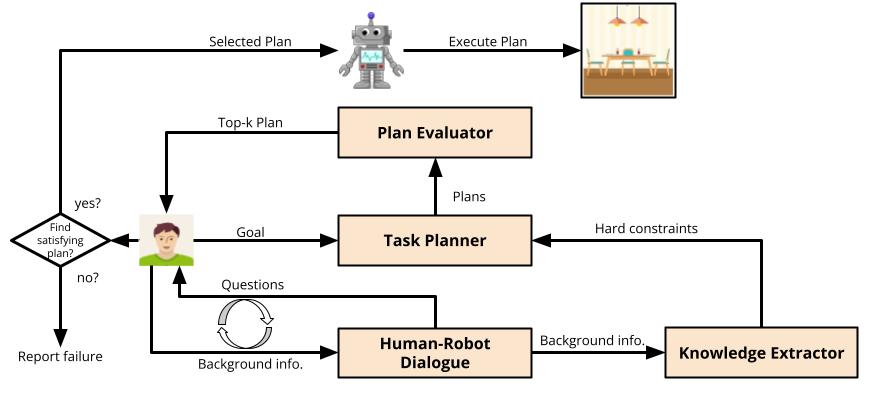 Selected Plan
Execute Plan
Top-k Plan
Plan Evaluator
Plans
yes?
Find
satisfying
plan?
Goal
Task Planner
Hard constraints
no?
Questions
Report failure
Background info.
Human-Robot
Dialogue
Background info.
Knowledge Extractor